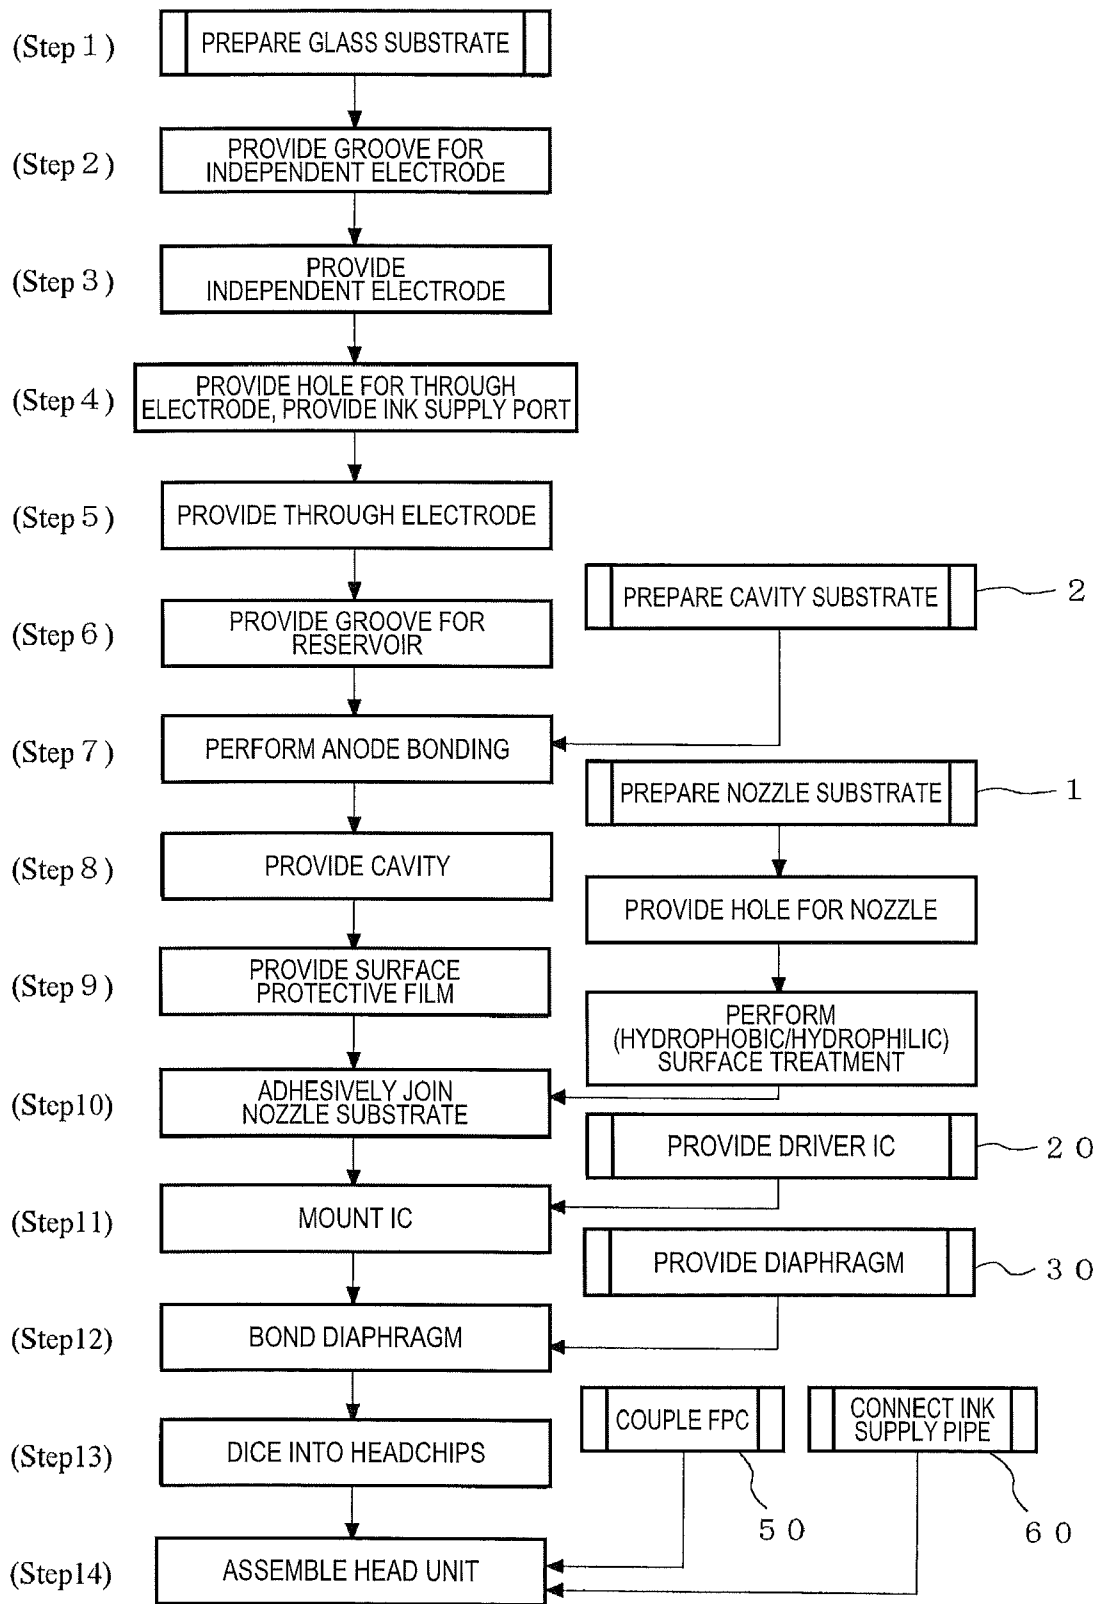 (Step 1)
PREPARE GLASS SUBSTRATE
(Step 2)
PROVIDE GROOVE FOR
INDEPENDENT ELECTRODE
(Step 3)
PROVIDE
INDEPENDENT ELECTRODE
(Step 4)
PROVIDE HOLE FOR THROUGH
ELECTRODE, PROVIDE INK SUPPLY PORT
(Step 5)
PROVIDE THROUGH ELECTRODE
PREPARE CAVITY SUBSTRATE
2
(Step 6)
PROVIDE GROOVE FOR
RESERVOIR
(Step 7)
PERFORM ANODE BONDING
PREPARE NOZZLE SUBSTRATE
1
(Step 8)
PROVIDE CAVITY
PROVIDE HOLE FOR NOZZLE
(Step 9)
PROVIDE SURFACE
PROTECTIVE FILM
PERFORM
(HYDROPHOBIC/HYDROPHILIC)
SURFACE TREATMENT
(Step10)
ADHESIVELY JOIN
NOZZLE SUBSTRATE
PROVIDE DRIVER IC
20
(Step11)
MOUNT IC
PROVIDE DIAPHRAGM
30
(Step12)
BOND DIAPHRAGM
COUPLE FPC
CONNECT INK
SUPPLY PIPE
(Step13)
DICE INTO HEADCHIPS
50
60
(Step14)
ASSEMBLE HEAD UNIT